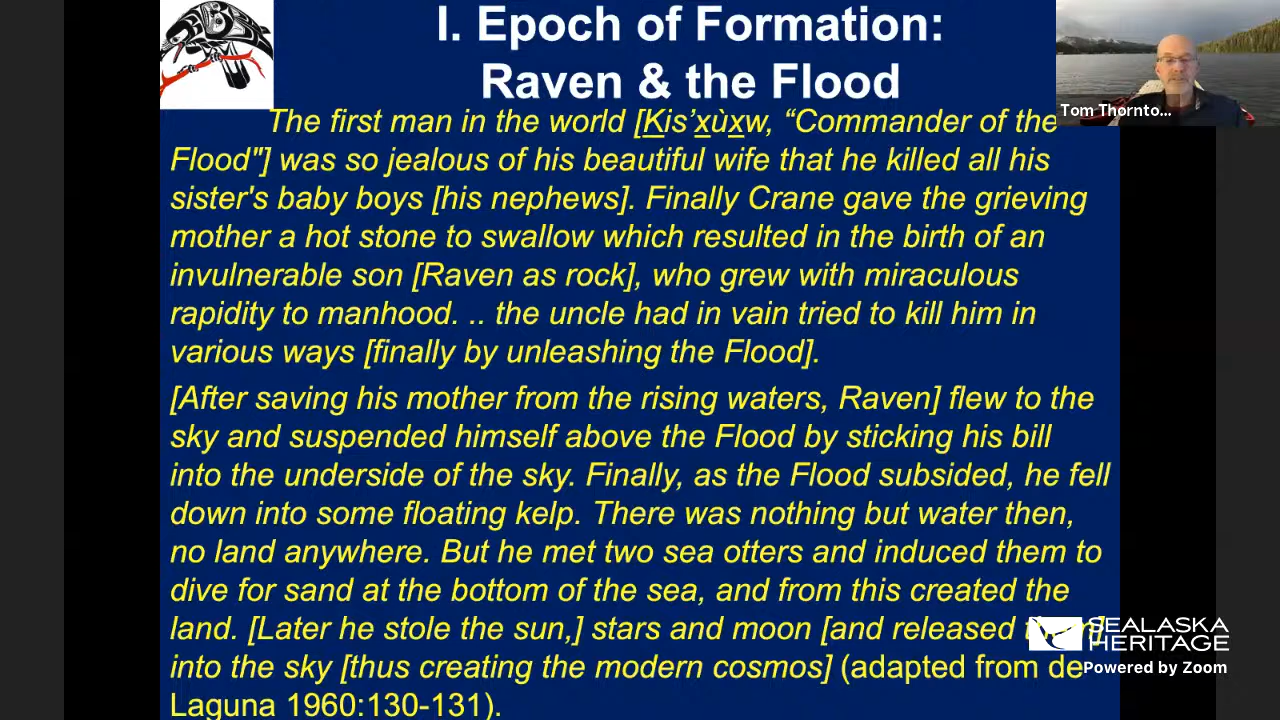 I. Epoch of Formation:
Raven & the Flood
Tom Thornto...
The first man in the world [Kis'xùxw, “Commander of the
Flood"] was so jealous of his beautiful wife that he killed all his
sister's baby boys [his nephews]. Finally Crane gave the grieving
mother a hot stone to swallow which resulted in the birth of an
invulnerable son [Raven as rock], who grew with miraculous
rapidity to manhood. .. the uncle had in vain tried to kill him in
various ways [finally by unleashing the Flood].
[After saving his mother from the rising waters, Raven] flew to the
sky and suspended himself above the Flood by sticking his bill
into the underside of the sky. Finally, as the Flood subsided, he fell
down into some floating kelp. There was nothing but water then,
no land anywhere. But he met two sea otters and induced them to
dive for sand at the bottom of the sea, and from this created the
land. [Later he stole the sun,] stars and moon [and released
into the sky [thus creating the modern cosmos] (adapted from de
Laguna 1960:130-131).
SEALASKA
HERITAGE
Powered by Zoom